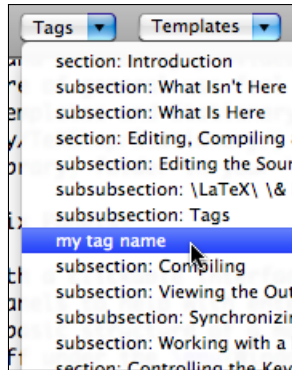 Tags
Templates
section: Introduction
subsection: What Isn't Here
subsection: What Is Here
section: Editing, Compiling
subsection: Editing the Sour
subsubsection: \LaTeX\ \&
subsubsection: Tags
my tag name
subsection: Compiling
subsection: Viewing the Out
subsubsection: Synchronizin
subsection: Working with a
section: Controlling the Key